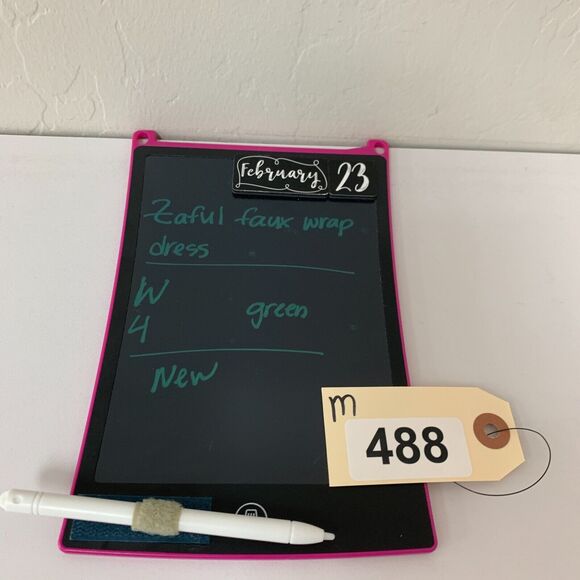 February 23
Zaful faux wrap
dress
W
4 green
New
m
488